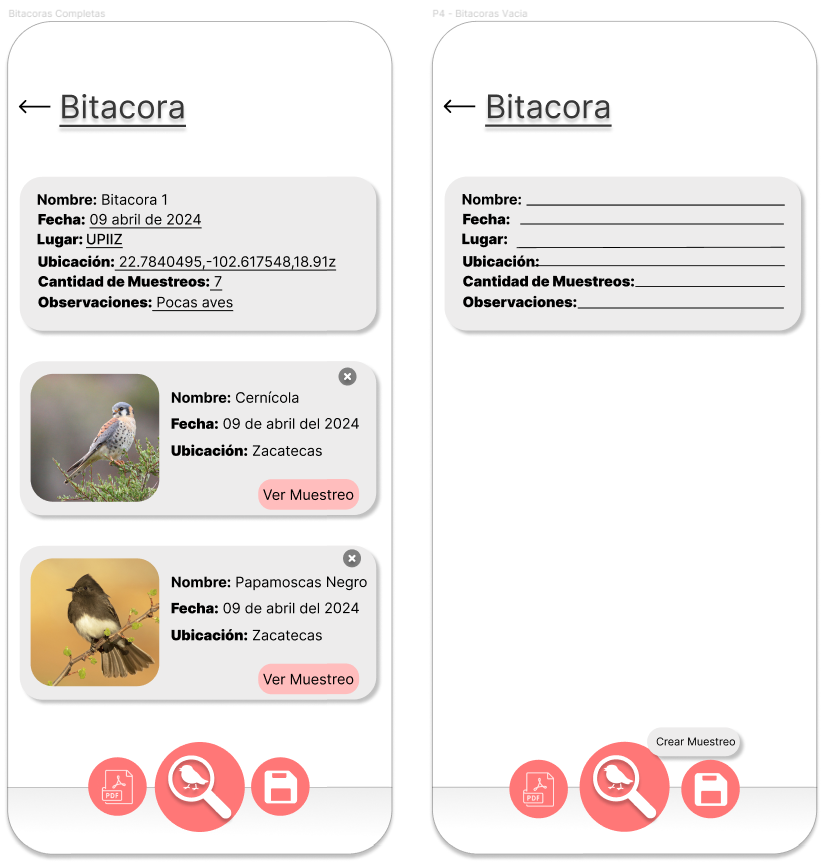 Bitacoras Completas
Bitacora
Nombre: Bitacora 1
Fecha: 09 abril de 2024
Lugar: UPIIZ
Ubicación: 22.7840495,-102.617548,18.91z
Cantidad de Muestreos: 7
Observaciones: Pocas aves
Nombre: Cernícola
Fecha: 09 de abril del 2024
Ubicación: Zacatecas
Ver Muestreo
Nombre: Papamoscas Negro
Fecha: 09 de abril del 2024
Ubicación: Zacatecas
Ver Muestreo
PDF
P4 - Bitacoras Vacia
Bitacora
Nombre:
Fecha:
Lugar:
Ubicación:
Cantidad de Muestreos:
Observaciones:
Crear Muestreo
PDF